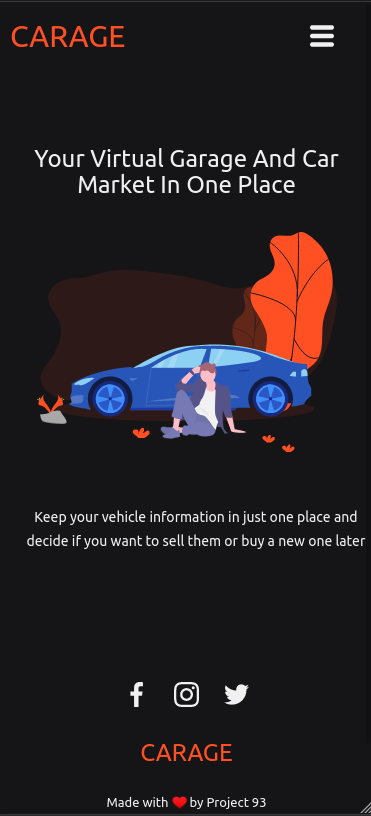 CARAGE
Your Virtual Garage And Car
Market In One Place
Keep your vehicle information in just one place and
decide if you want to sell them or buy a new one later
CARAGE
Made with ❤️ by Project 93